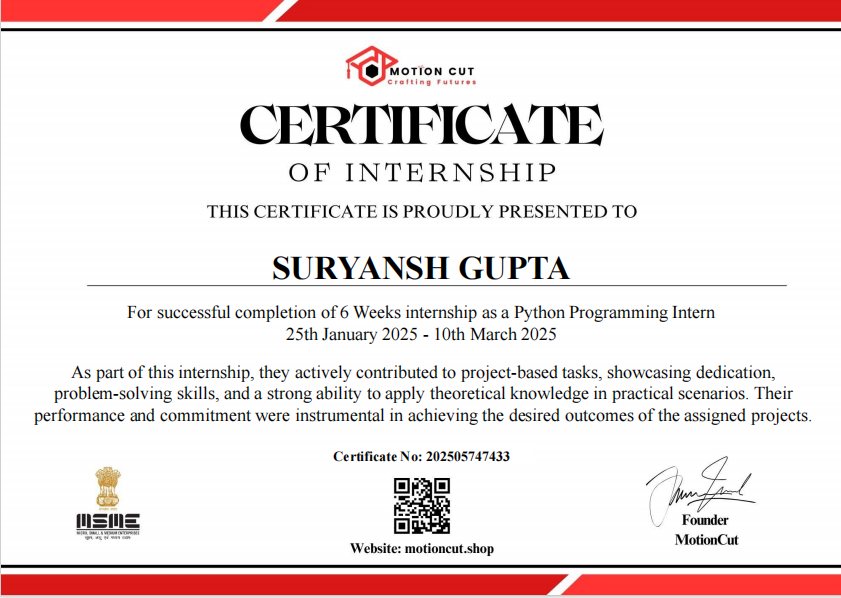 MOTION CUT
Crafting Futures
CERTIFICATE
OF INTERNSHIP
THIS CERTIFICATE IS PROUDLY PRESENTED TO
SURYANSH GUPTA
For successful completion of 6 Weeks internship as a Python Programming Intern
25th January 2025 - 10th March 2025
As part of this internship, they actively contributed to project-based tasks, showcasing dedication,
problem-solving skills, and a strong ability to apply theoretical knowledge in practical scenarios. Their
performance and commitment were instrumental in achieving the desired outcomes of the assigned projects.
Certificate No: 202505747433
MSME
MICRO, SMALL & MEDIUM ENTERPRISES
Website: motioncut.shop
Founder
MotionCut